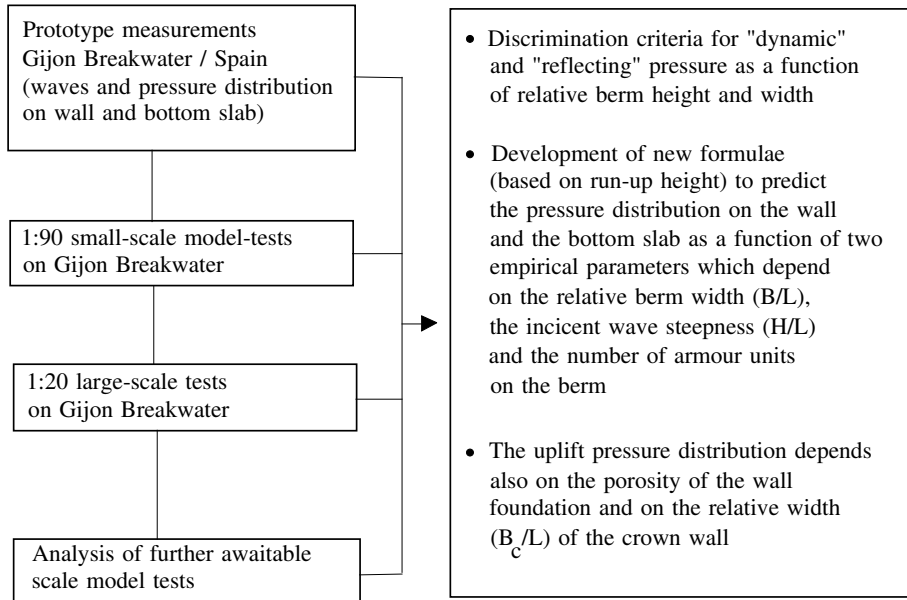 Prototype measurements
Gijon Breakwater / Spain
(waves and pressure distribution
on wall and bottom slab)
1:90 small-scale model-tests
on Gijon Breakwater
1:20 large-scale tests
on Gijon Breakwater
Analysis of further awaitable
scale model tests
• Discrimination criteria for "dynamic"
and "reflecting" pressure as a function
of relative berm height and width
• Development of new formulae
(based on run-up height) to predict
the pressure distribution on the wall
and the bottom slab as a function of two
empirical parameters which depend
on the relative berm width (B/L),
the incicent wave steepness (H/L)
and the number of armour units
on the berm
• The uplift pressure distribution depends
also on the porosity of the wall
foundation and on the relative width
(Bc/L) of the crown wall